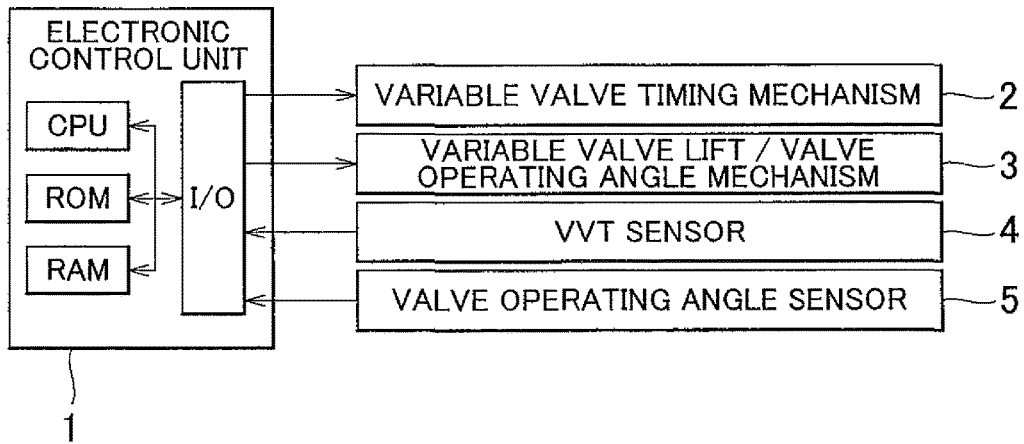 ELECTRONIC
CONTROL UNIT
CPU
ROM
RAM
I/O
VARIABLE VALVE TIMING MECHANISM
2
VARIABLE VALVE LIFT / VALVE
OPERATING ANGLE MECHANISM
3
VVT SENSOR
4
VALVE OPERATING ANGLE SENSOR
5
1